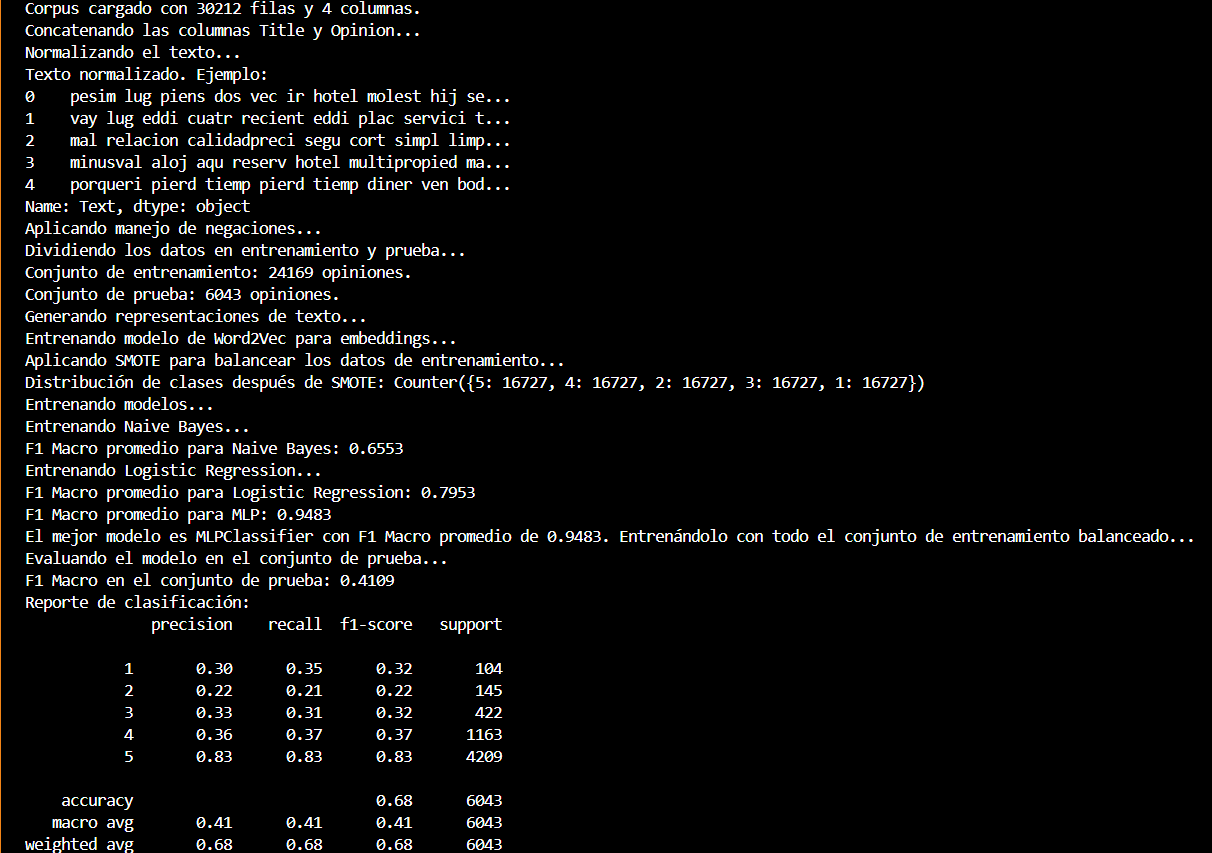 Corpus cargado con 30212 filas y 4 columnas.
Concatenando las columnas Title y Opinion...
Normalizando el texto...
Texto normalizado. Ejemplo:
0    pesim lug piens dos vec ir hotel molest hij se...
1    vay lug eddi cuatr recient eddi plac servici t...
2    mal relacion calidadpreci segu cort simpl limp...
3    minusval aloj aqu reserv hotel multipropied ma...
4    porqueri pierd tiemp pierd tiemp diner ven bod...
Name: Text, dtype: object
Aplicando manejo de negaciones...
Dividiendo los datos en entrenamiento y prueba...
Conjunto de entrenamiento: 24169 opiniones.
Conjunto de prueba: 6043 opiniones.
Generando representaciones de texto...
Entrenando modelo de Word2Vec para embeddings...
Aplicando SMOTE para balancear los datos de entrenamiento...
Distribución de clases después de SMOTE: Counter({5: 16727, 4: 16727, 2: 16727, 3: 16727, 1: 16727})
Entrenando modelos...
Entrenando Naive Bayes...
F1 Macro promedio para Naive Bayes: 0.6553
Entrenando Logistic Regression...
F1 Macro promedio para Logistic Regression: 0.7953
F1 Macro promedio para MLP: 0.9483
El mejor modelo es MLPClassifier con F1 Macro promedio de 0.9483. Entrenándolo con todo el conjunto de entrenamiento balanceado...
Evaluando el modelo en el conjunto de prueba...
F1 Macro en el conjunto de prueba: 0.4109
Reporte de clasificación:
              precision    recall  f1-score   support
           1       0.30      0.35      0.32       104
           2       0.22      0.21      0.22       145
           3       0.33      0.31      0.32       422
           4       0.36      0.37      0.37      1163
           5       0.83      0.83      0.83      4209
    accuracy                           0.68      6043
   macro avg       0.41      0.41      0.41      6043
weighted avg       0.68      0.68      0.68      6043